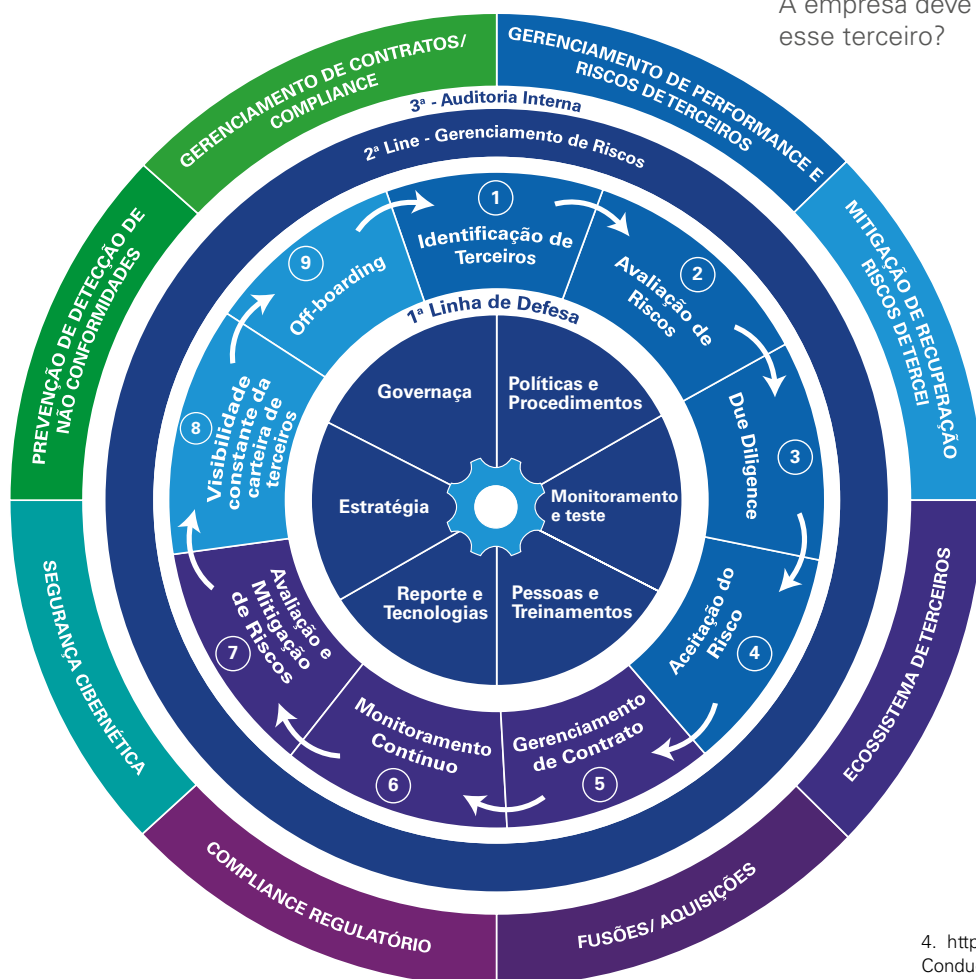 A empresa deve
esse terceiro?
GERENCIAMENTO DE CONTRATOS/
COMPLIANCE
GERENCIAMENTO DE PERFORMANCE E
RISCOS DE TERCEIROS
MITIGAÇÃO DE RECUPERAÇÃO
RISCOS DE TERCEI
ECOSSISTEMA DE TERCEIROS
FUSÕES/ AQUISIÇÕES
COMPLIANCE REGULATÓRIO
SEGURANÇA CIBERNÉTICA
PREVENÇÃO DE DETECÇÃO DE
NÃO CONFORMIDADES
3ª - Auditoria Interna
2ª Line - Gerenciamento de Riscos
1
Identificação de
Terceiros
2
Avaliação de
Riscos
3
Due Diligence
4
Aceitação do
Risco
5
Gerenciamento
de Contrato
6
Monitoramento
Contínuo
7
Avaliação e
Mitigação
de Riscos
8
Visibilidade
constante da
carteira de
terceiros
9
Off-boarding
1ª Linha de Defesa
Governaça
Políticas e
Procedimentos
Monitoramento
e teste
Pessoas e
Treinamentos
Reporte e
Tecnologias
Estratégia
4. http
Condu